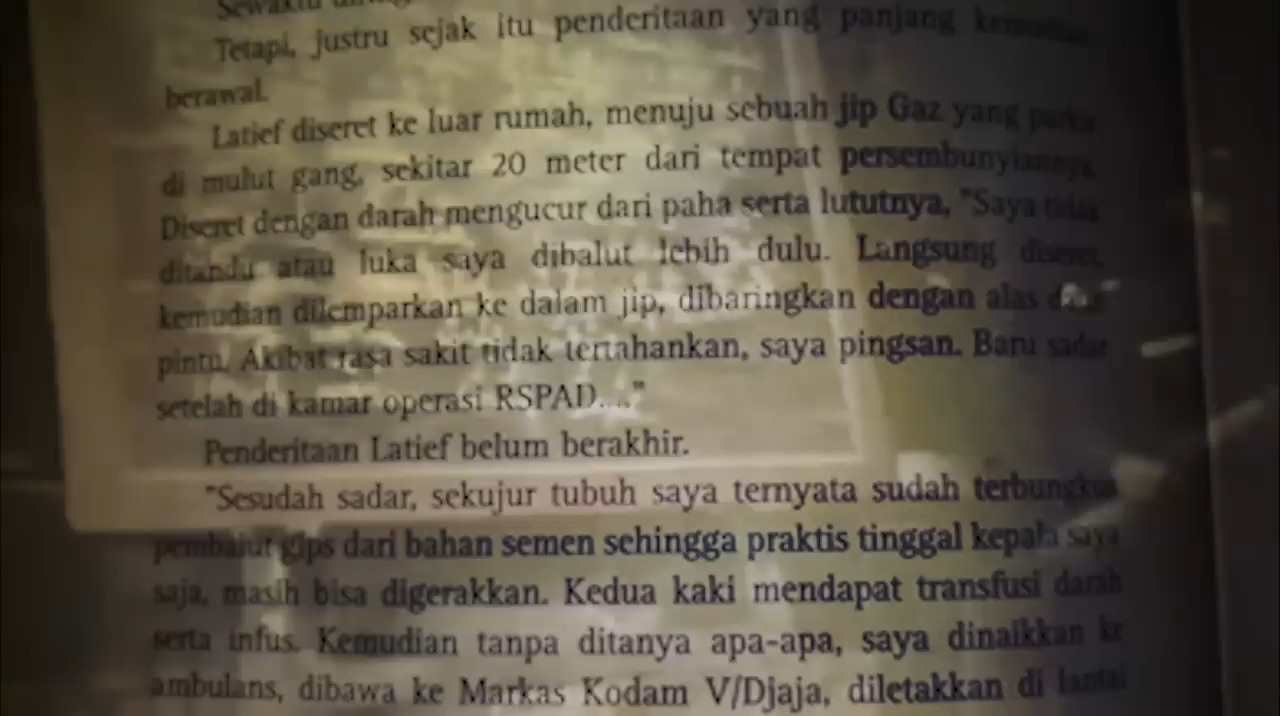 Sewaktu
Tetapi, justru sejak itu penderitaan yang panjang kemudian
berawal.
Latief diseret ke luar rumah, menuju sebuah jip Gaz yang parkir
di mulut gang, sekitar 20 meter dari tempat persembunyiannya.
Diseret dengan darah mengucur dari paha serta lututnya, "Saya tidak
ditandu atau luka saya dibalut lebih dulu. Langsung diseret,
kemudian dilemparkan ke dalam jip, dibaringkan dengan alas daun
pintu. Akibat rasa sakit tidak tertahankan, saya pingsan. Baru sadar
setelah di kamar operasi RSPAD...."
Penderitaan Latief belum berakhir.
"Sesudah sadar, sekujur tubuh saya ternyata sudah terbungkus
pembalut gips dari bahan semen sehingga praktis tinggal kepala saya
saja, masih bisa digerakkan. Kedua kaki mendapat transfusi darah
serta infus. Kemudian tanpa ditanya apa-apa, saya dinaikkan ke
ambulans, dibawa ke Markas Kodam V/Djaja, diletakkan di lantai